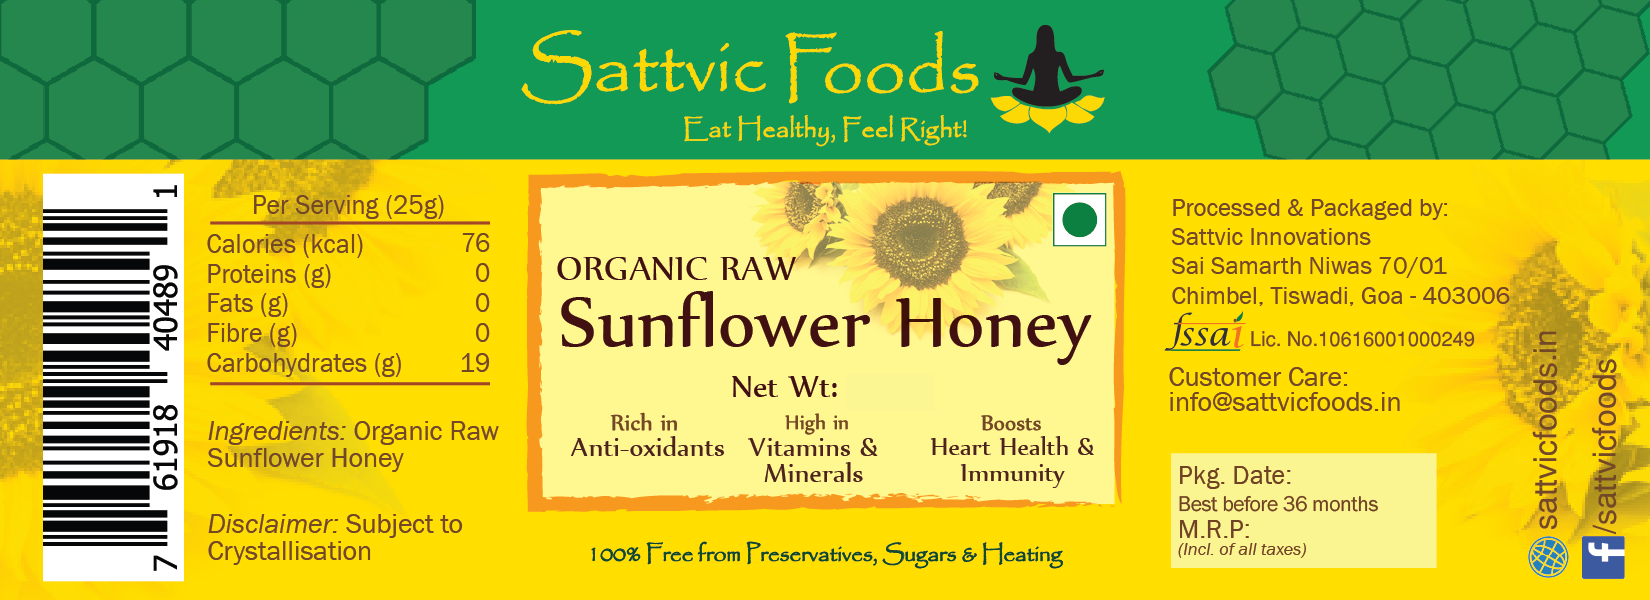 Sattvic Foods
Eat Healthy, Feel Right!
7 61918 40489 1
Per Serving (25g)
Calories (kcal) 76
Proteins (g) 0
Fats (g) 0
Fibre (g) 0
Carbohydrates (g) 19
Ingredients: Organic Raw
Sunflower Honey
Disclaimer: Subject to
Crystallisation
ORGANIC RAW
Sunflower Honey
Net Wt:
Rich in
Anti-oxidants
High in
Vitamins &
Minerals
Boosts
Heart Health &
Immunity
100% Free from Preservatives, Sugars & Heating
Processed & Packaged by:
Sattvic Innovations
Sai Samarth Niwas 70/01
Chimbel, Tiswadi, Goa - 403006
fssai Lic. No.10616001000249
Customer Care:
info@sattvicfoods.in
Pkg. Date:
Best before 36 months
M.R.P:
(Incl. of all taxes)
sattvicfoods.in
f/sattvicfoods